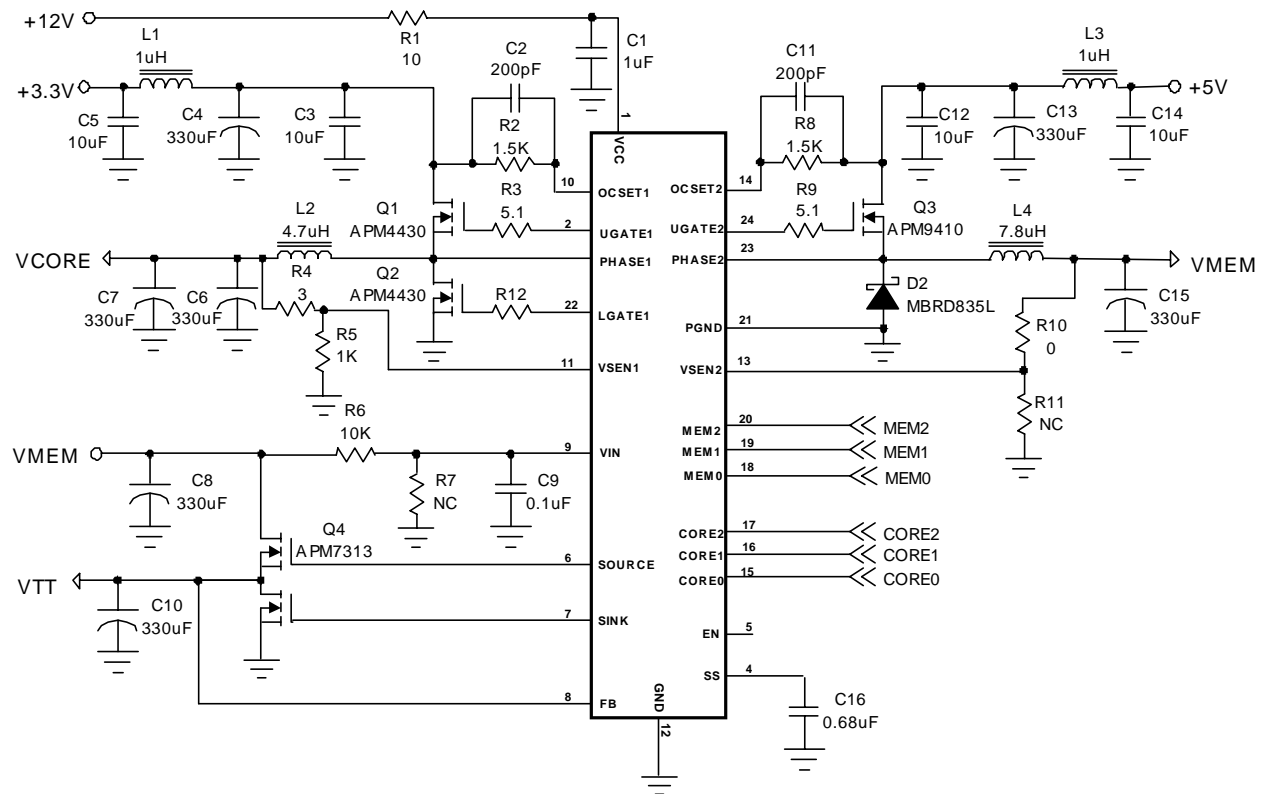 +12V
R1
10
C1
1uF
L1
1uH
+3.3V
C5
10uF
C4
330uF
C3
10uF
C2
200pF
R2
1.5K
C11
200pF
R8
1.5K
L3
1uH
+5V
C12
10uF
C13
330uF
C14
10uF
1
VCC
10
OCSET1
OCSET2
14
R3
5.1
2
UGATE1
UGATE2
24
R9
5.1
Q1
APM4430
Q3
APM9410
L2
4.7uH
L4
7.8uH
VCORE
PHASE1
PHASE2
23
VMEM
C7
330uF
C6
330uF
R4
3
Q2
APM4430
R12
22
LGATE1
D2
MBRD835L
C15
330uF
PGND
21
R5
1K
11
VSEN1
VSEN2
13
R10
0
R11
NC
R6
10K
VMEM
9
VIN
C8
330uF
R7
NC
C9
0.1uF
MEM2
20
MEM2
MEM1
19
MEM1
MEM0
18
MEM0
Q4
APM7313
6
SOURCE
CORE2
17
CORE2
CORE1
16
CORE1
CORE0
15
CORE0
VTT
C10
330uF
7
SINK
EN
5
SS
4
C16
0.68uF
8
FB
GND
12